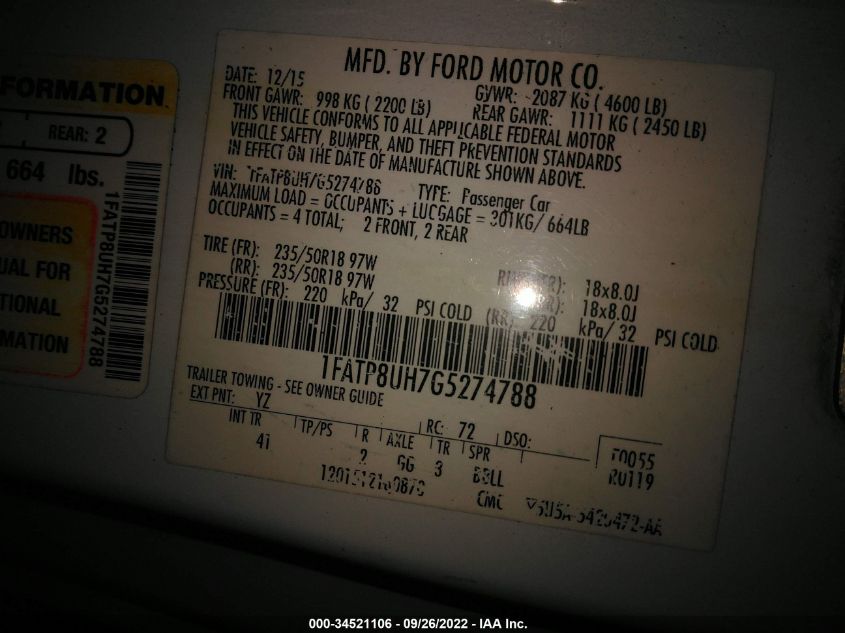 FORMATION
REAR: 2
664 lbs.
OWNERS
UAL FOR
TIONAL
MATION
1FATP8UH7G5274788
MFD. BY FORD MOTOR CO.
DATE: 12/15 GVWR: 2087 KG ( 4600 LB)
FRONT GAWR: 998 KG ( 2200 LB) REAR GAWR: 1111 KG ( 2450 LB)
THIS VEHICLE CONFORMS TO ALL APPLICABLE FEDERAL MOTOR
VEHICLE SAFETY, BUMPER, AND THEFT PREVENTION STANDARDS
IN EFFECT ON THE DATE OF MANUFACTURE SHOWN ABOVE.
VIN: 1FATP8UH7G5274788 TYPE: Passenger Car
MAXIMUM LOAD = OCCUPANTS + LUGGAGE = 301KG/ 664LB
OCCUPANTS = 4 TOTAL; 2 FRONT, 2 REAR
TIRE (FR): 235/50R18 97W 18x8.0J
(RR): 235/50R18 97W 18x8.0J
PRESSURE (FR): 220 kPa/ 32 PSI COLD (RR) 220 kPa/ 32 PSI COLD
1FATP8UH7G5274788
TRAILER TOWING - SEE OWNER GUIDE
EXT PNT: YZ RC: 72 DSO:
INT TR TP/PS R AXLE TR SPR
41 2 GG 3 BBLL
CMC
000-34521106 - 09/26/2022 - IAA Inc.